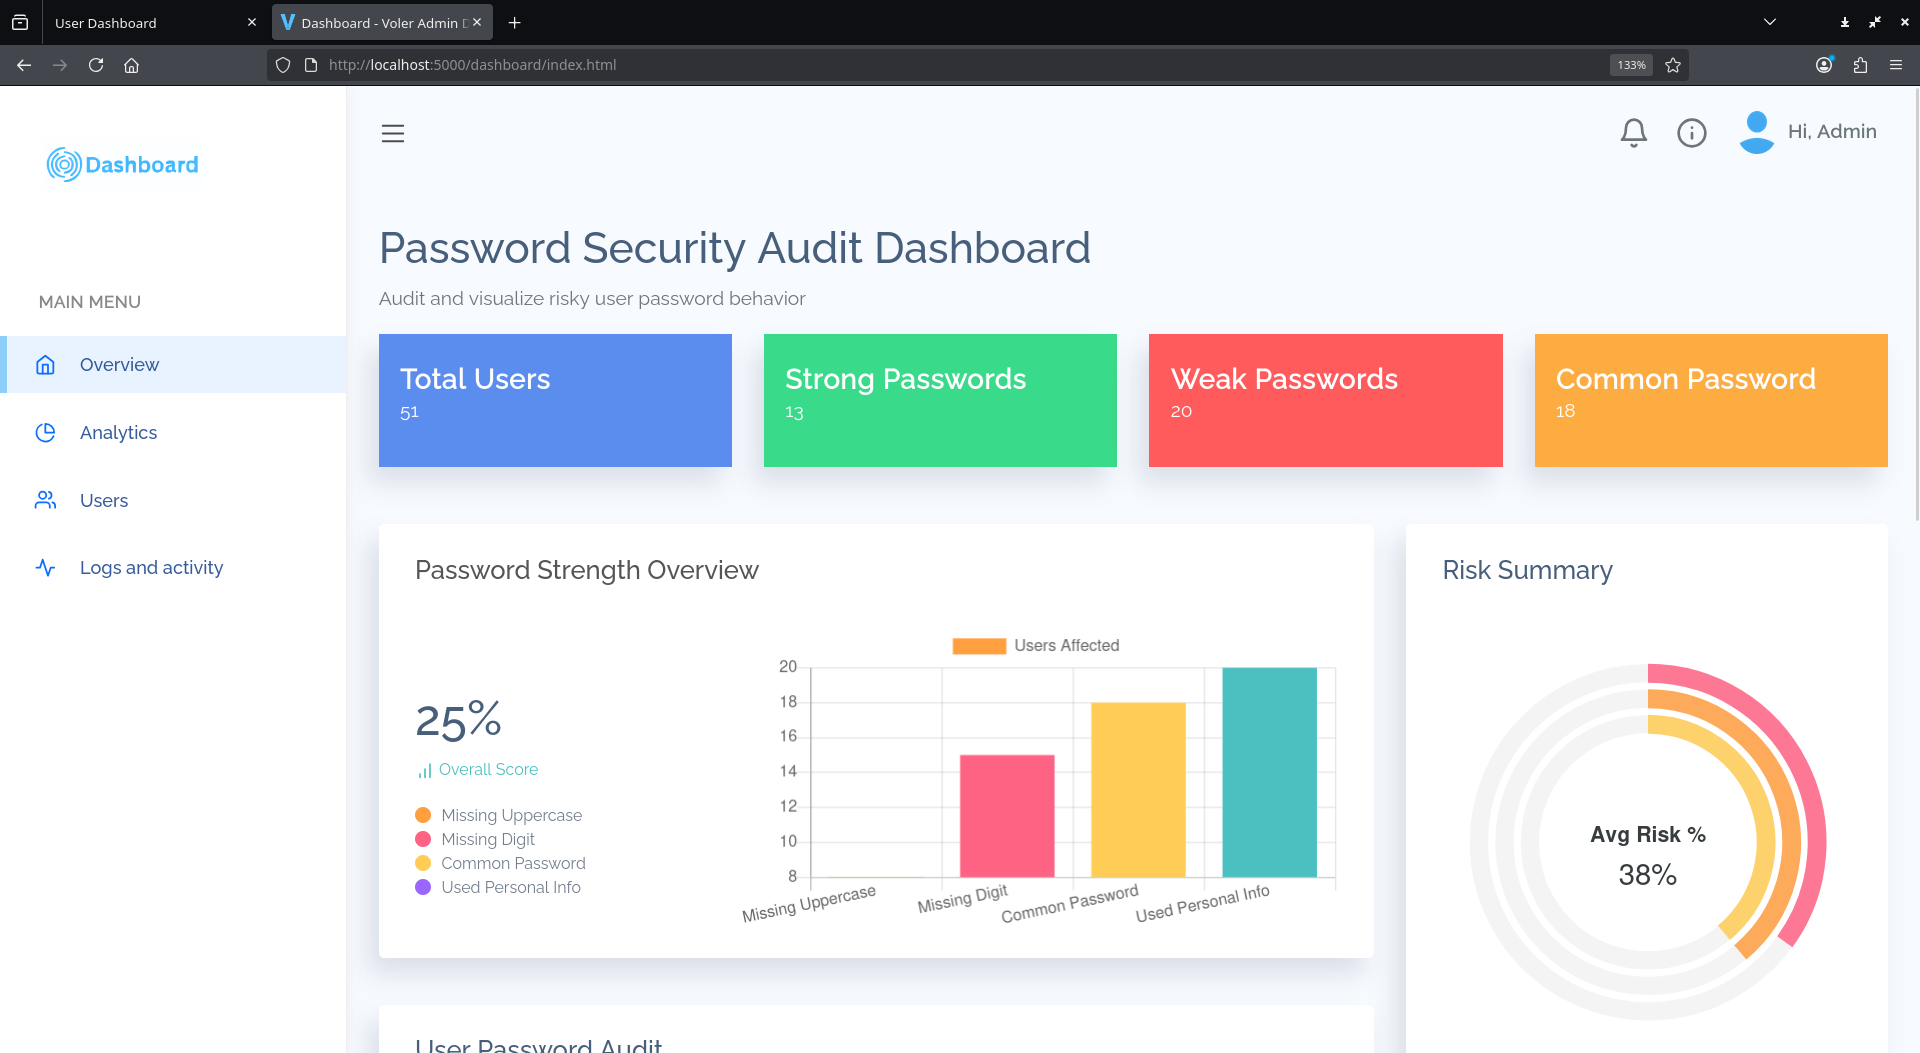 User Dashboard
Dashboard - Voler Admin D
http://localhost:5000/dashboard/index.html
133%
Dashboard
Hi, Admin
MAIN MENU
Overview
Analytics
Users
Logs and activity
Password Security Audit Dashboard
Audit and visualize risky user password behavior
Total Users
51
Strong Passwords
13
Weak Passwords
20
Common Password
18
Password Strength Overview
25%
Overall Score
Missing Uppercase
Missing Digit
Common Password
Used Personal Info
Users Affected
20
18
16
14
12
10
8
Missing Uppercase
Missing Digit
Common Password
Used Personal Info
Risk Summary
Avg Risk %
38%
User Password Audit